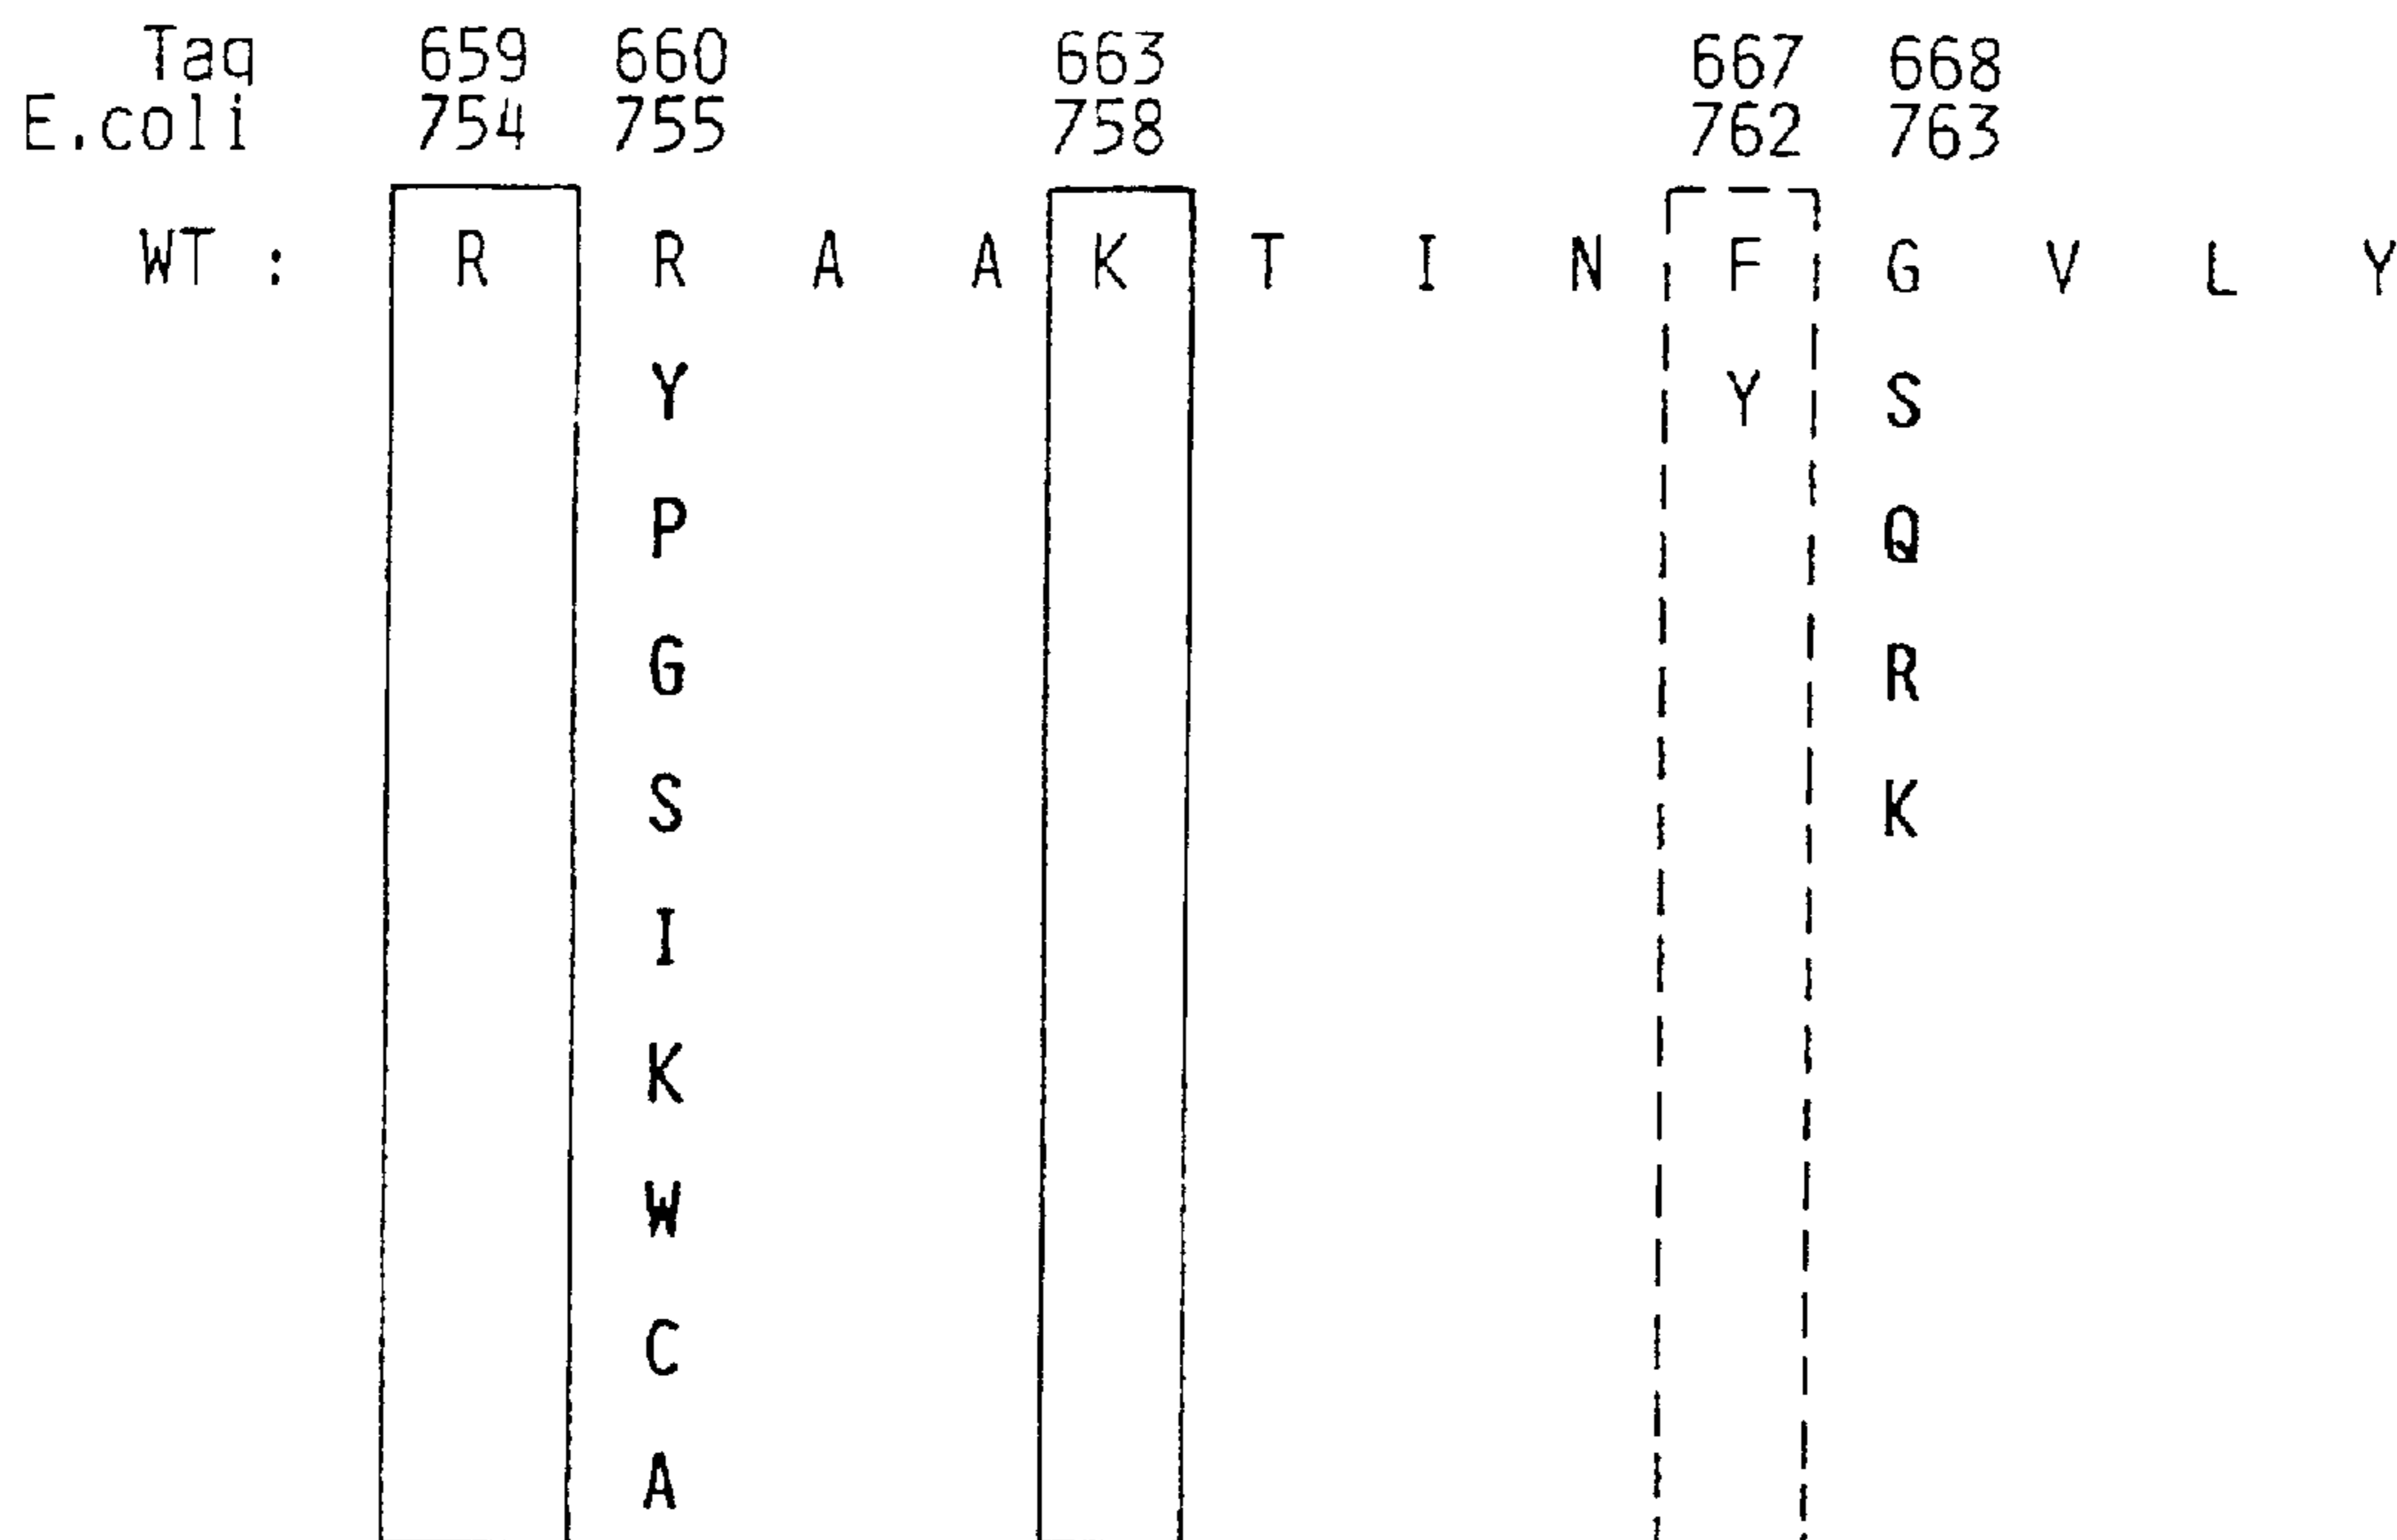 Taq 659 660 663 667 668
E.coli 754 755 758 762 763
WT : R R A A K T I N F G V L Y
Y Y S
P Q
G R
S K
I
K
W
C
A